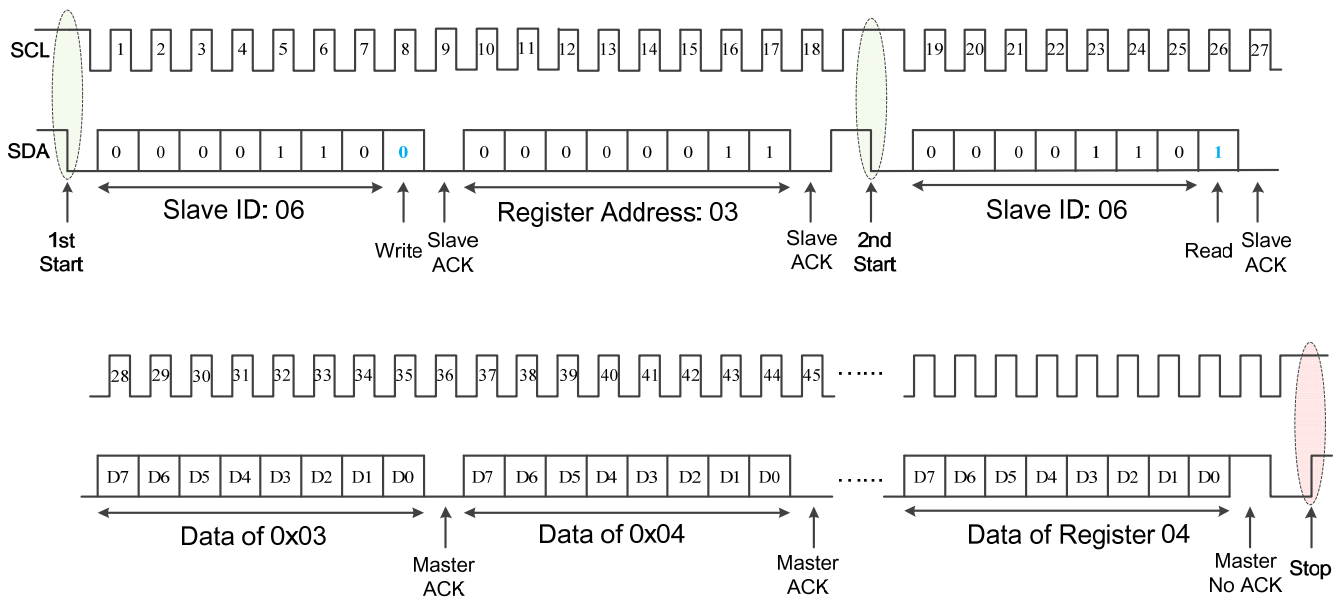 SCL 1 2 3 4 5 6 7 8 9 10 11 12 13 14 15 16 17 18 19 20 21 22 23 24 25 26 27
SDA 0 0 0 0 1 1 0 0 0 0 0 0 0 0 1 1 0 0 0 0 1 1 0 1
Slave ID: 06 Register Address: 03 Slave ID: 06
1st Start
Write
Slave ACK
Slave ACK
2nd Start
Read
Slave ACK
28 29 30 31 32 33 34 35 36 37 38 39 40 41 42 43 44 45 ......
D7 D6 D5 D4 D3 D2 D1 D0 D7 D6 D5 D4 D3 D2 D1 D0 ...... D7 D6 D5 D4 D3 D2 D1 D0
Data of 0x03 Data of 0x04 Data of Register 04
Master ACK
Master ACK
Master No ACK
Stop